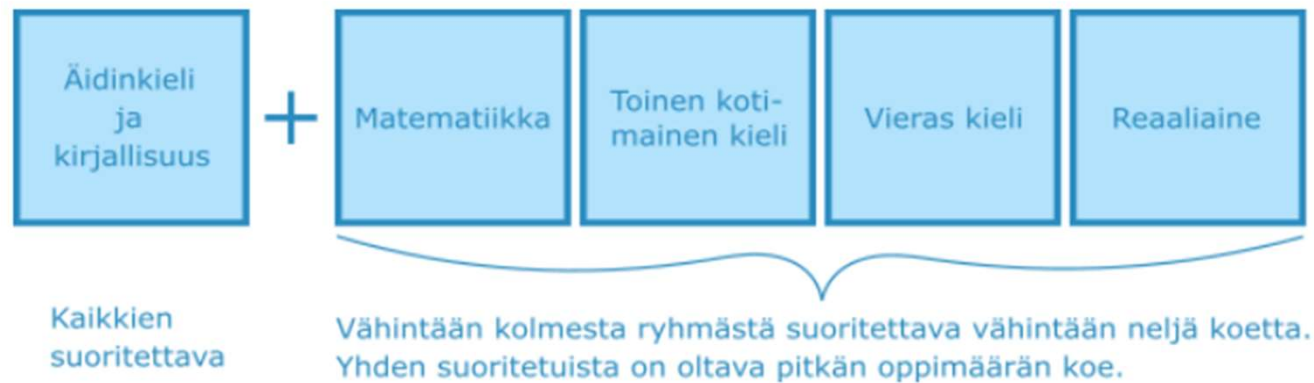 Äidinkieli
ja
kirjallisuus
+
Matematiikka
Toinen koti-
mainen kieli
Vieras kieli
Reaaliaine
Kaikkien
suoritettava
Vähintään kolmesta ryhmästä suoritettava vähintään neljä koetta.
Yhden suoritetuista on oltava pitkän oppimäärän koe.